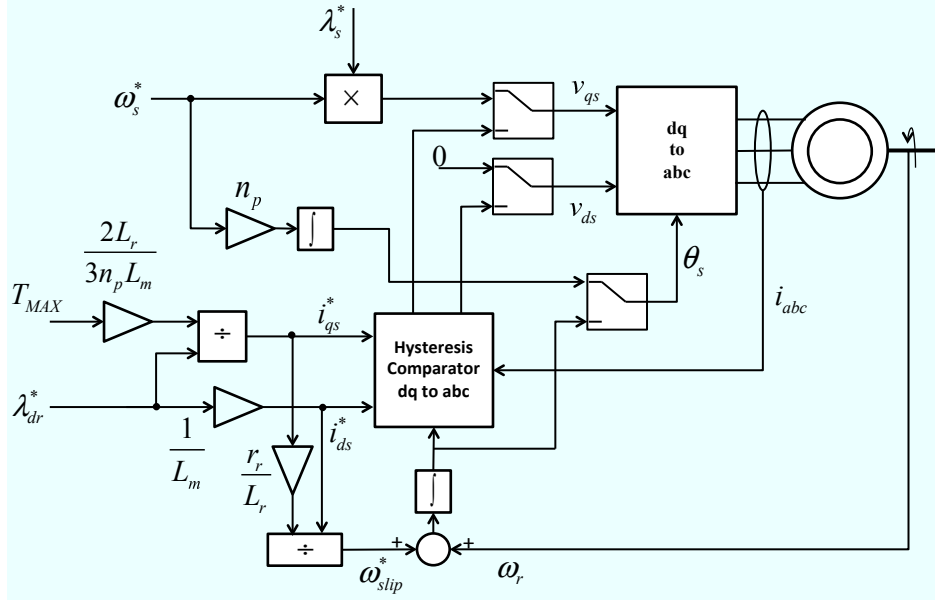 λ_s^*
ω_s^*
×
v_qs
dq
to
abc
0
v_ds
n_p
∫
θ_s
i_abc
2L_r
3n_p L_m
T_MAX
÷
i_qs^*
Hysteresis
Comparator
dq to abc
λ_dr^*
1
L_m
i_ds^*
r_r
L_r
∫
÷
+
+
ω_slip^*
ω_r